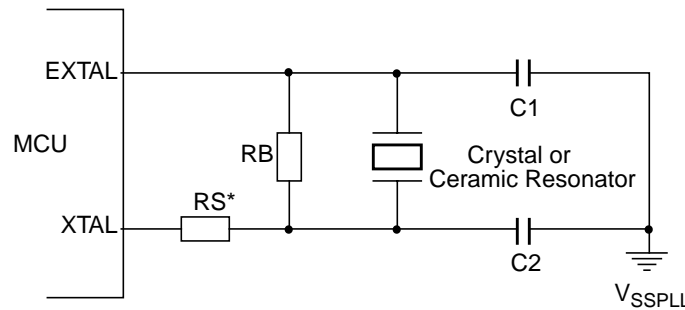 EXTAL
C1
MCU
RB
Crystal or
Ceramic Resonator
RS*
XTAL
C2
VSSPLL